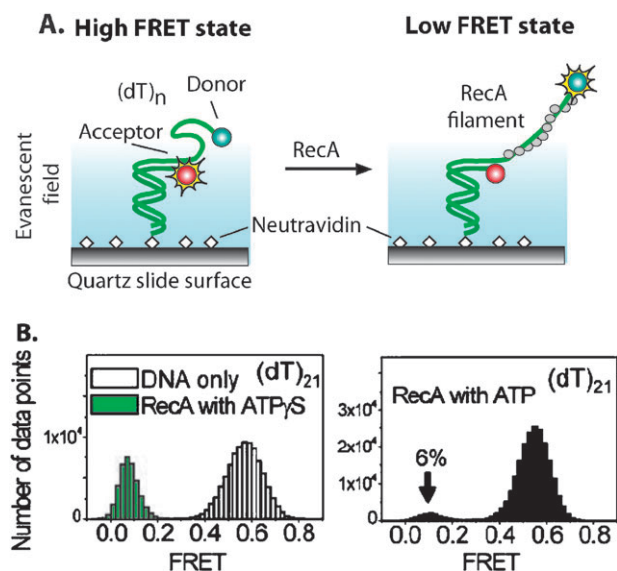 A. High FRET state
Low FRET state
(dT)n
Donor
Acceptor
RecA
RecA
filament
Evanescent
field
Neutravidin
Quartz slide surface
B.
Number of data points
1x10⁴
0
DNA only
RecA with ATPγS
(dT)21
0.0 0.2 0.4 0.6 0.8
FRET
3x10⁴
2x10⁴
1x10⁴
0
RecA with ATP
(dT)21
6%
0.0 0.2 0.4 0.6 0.8
FRET